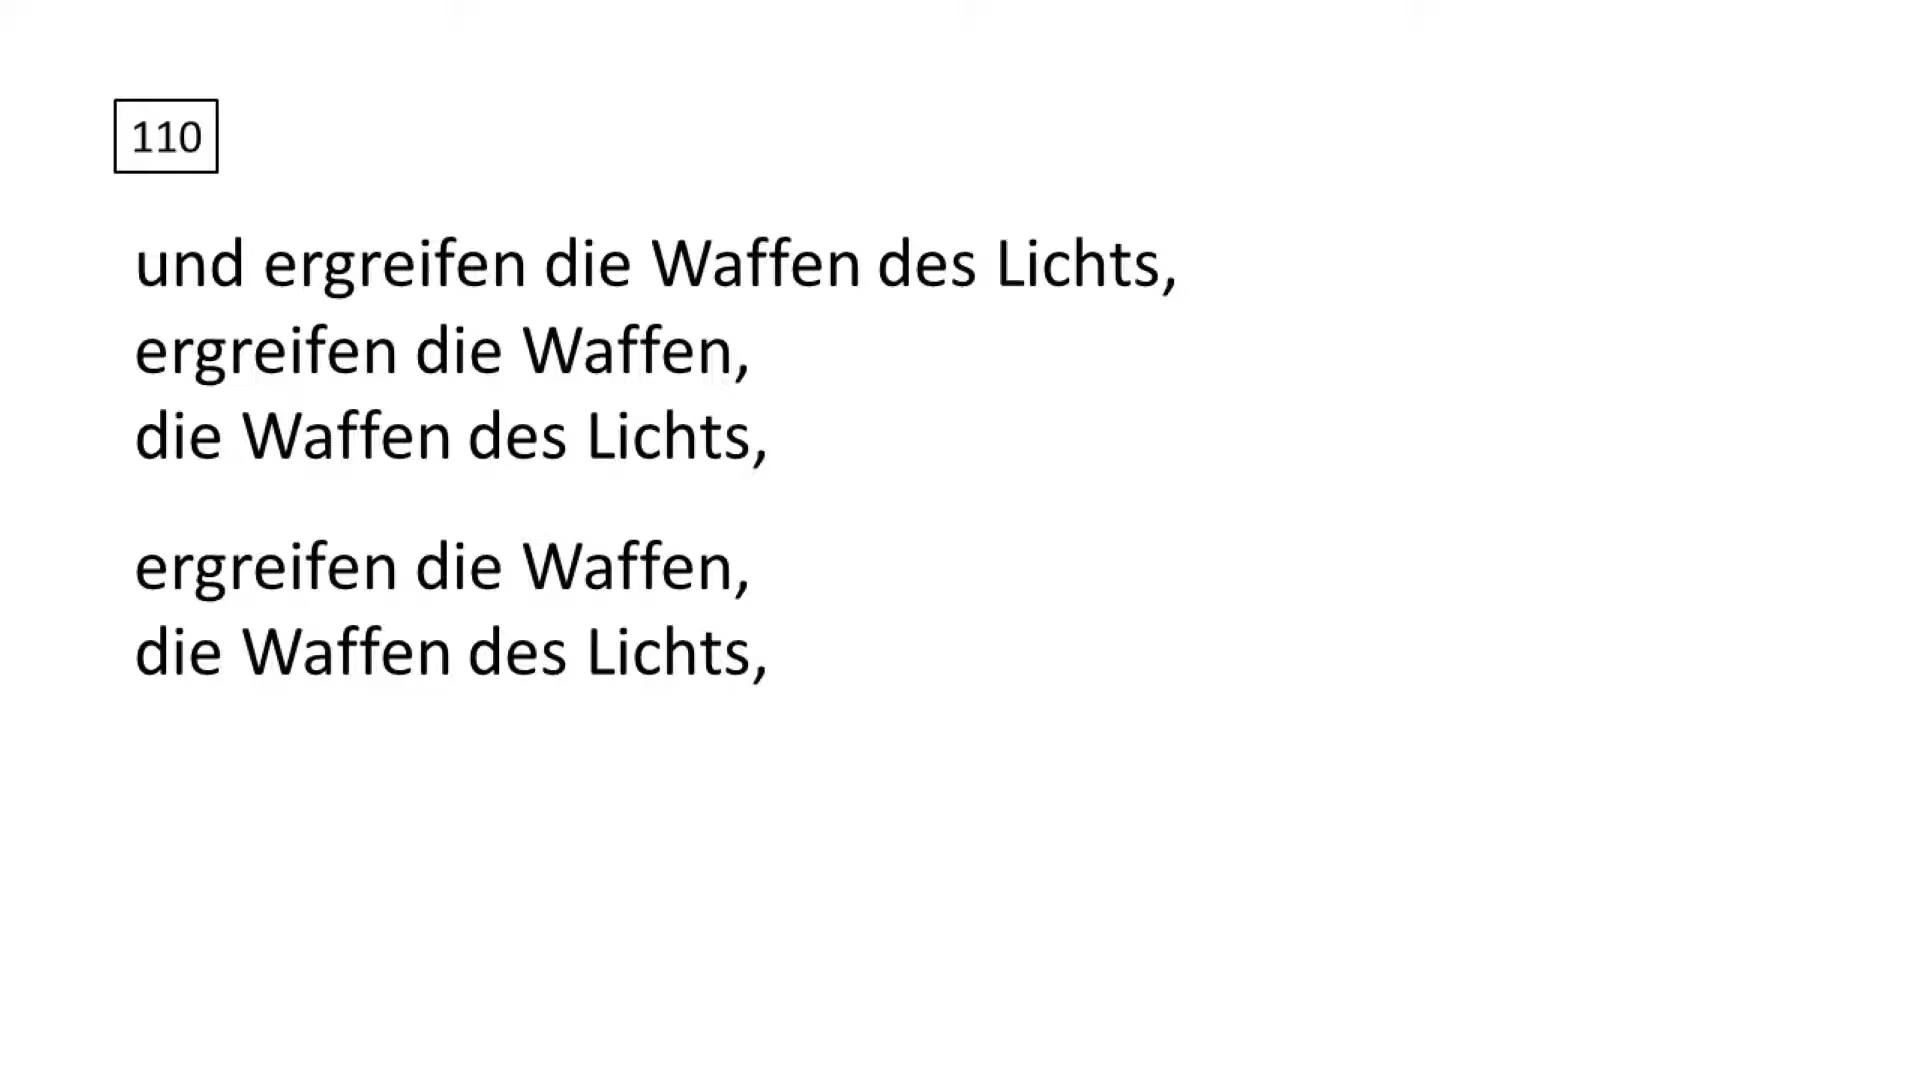 110
und ergreifen die Waffen des Lichts,
ergreifen die Waffen,
die Waffen des Lichts,
ergreifen die Waffen,
die Waffen des Lichts,